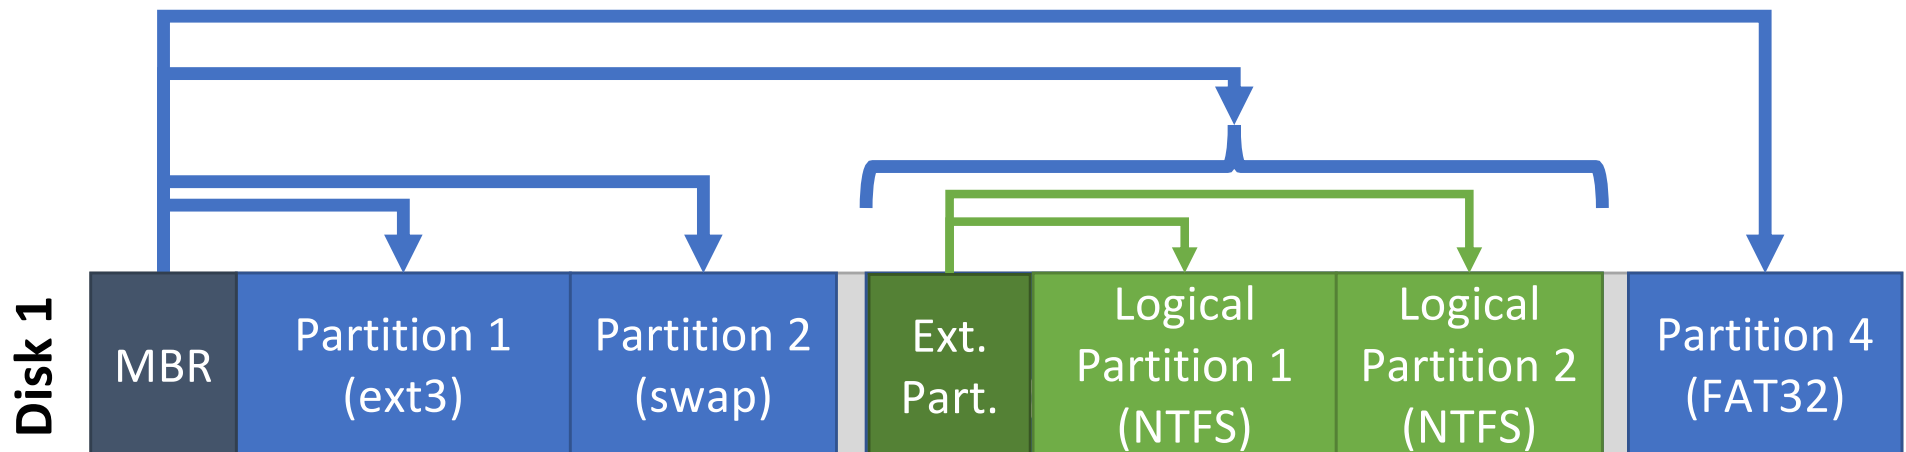 Disk 1
MBR
Partition 1
(ext3)
Partition 2
(swap)
Ext.
Part.
Logical
Partition 1
(NTFS)
Logical
Partition 2
(NTFS)
Partition 4
(FAT32)